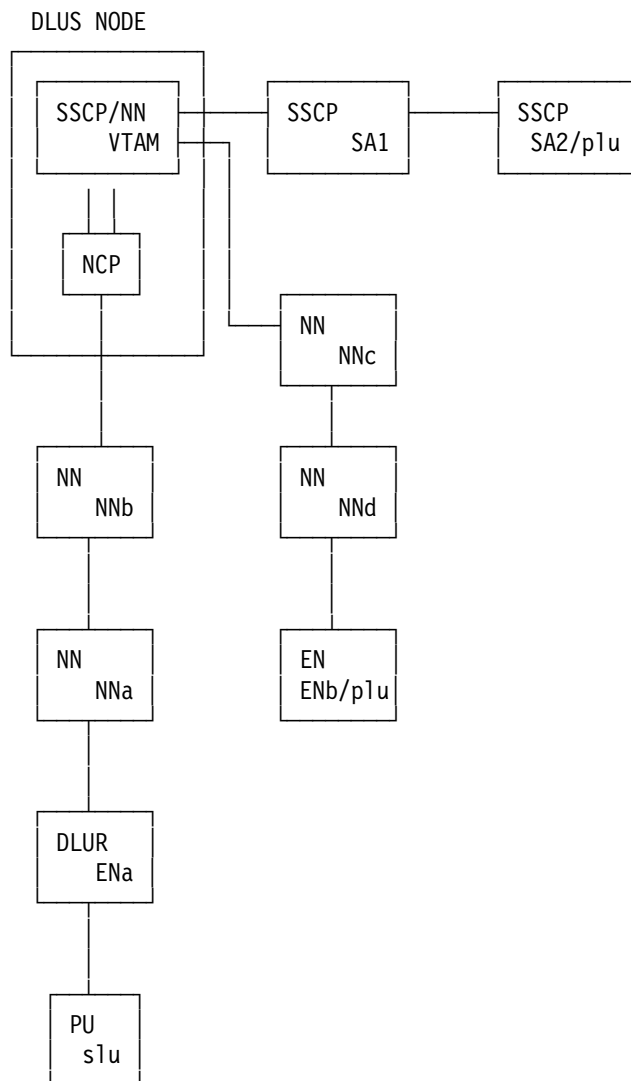 DLUS NODE
SSCP/NN
VTAM
SSCP
SA1
SSCP
SA2/plu
NCP
NN
NNc
NN
NNb
NN
NNd
NN
NNa
EN
ENb/plu
DLUR
ENa
PU
slu